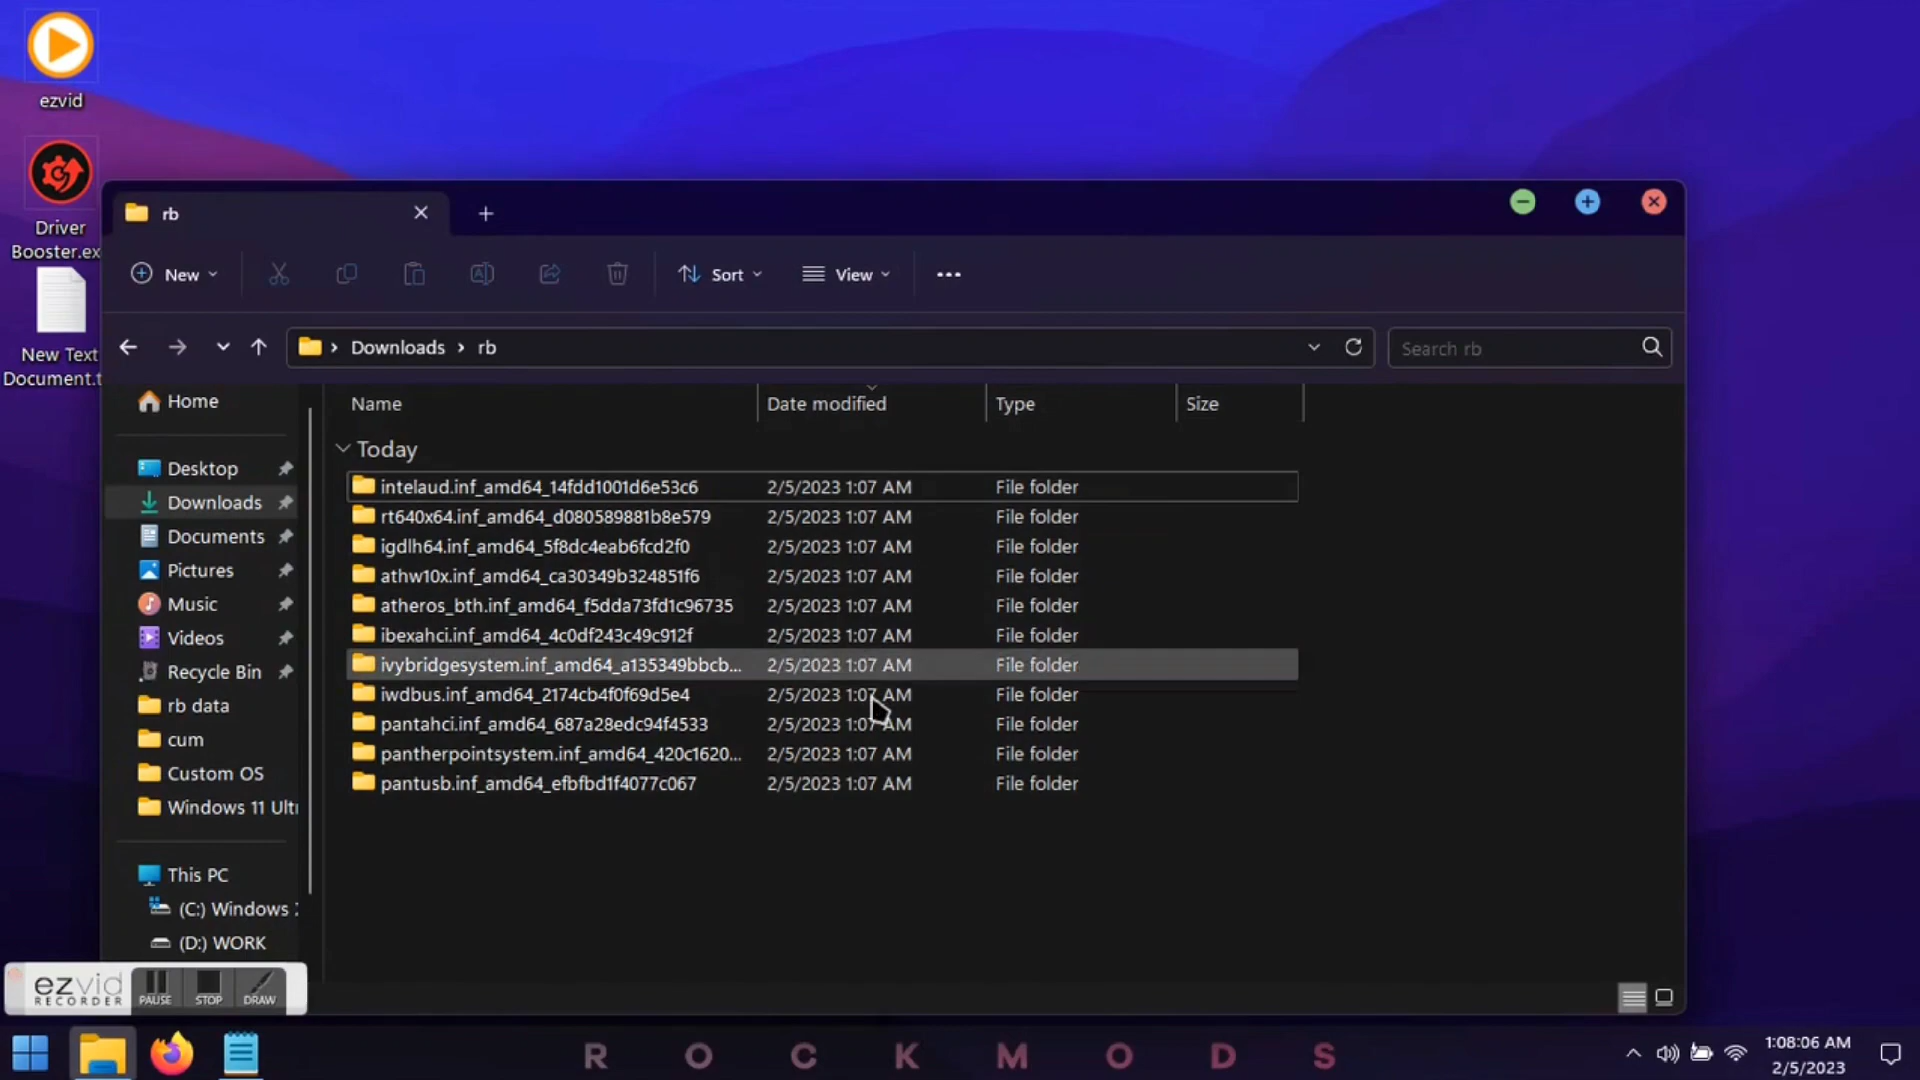 ezvid
Driver
Booster.ex
New Text
Document.t
rb
New
Sort
View
Downloads
rb
Search rb
Name
Date modified
Type
Size
Home
Desktop
Downloads
Documents
Pictures
Music
Videos
Recycle Bin
rb data
cum
Custom OS
Windows 11 Ult
This PC
(C:) Windows
(D:) WORK
Today
intelaud.inf_amd64_14fdd1001d6e53c6 2/5/2023 1:07 AM File folder
rt640x64.inf_amd64_d080589881b8e579 2/5/2023 1:07 AM File folder
igdlh64.inf_amd64_5f8dc4eab6fcd2f0 2/5/2023 1:07 AM File folder
athw10x.inf_amd64_ca30349b324851f6 2/5/2023 1:07 AM File folder
atheros_bth.inf_amd64_f5dda73fd1c96735 2/5/2023 1:07 AM File folder
ibexahci.inf_amd64_4c0df243c49c912f 2/5/2023 1:07 AM File folder
ivybridgesystem.inf_amd64_a135349bbcb... 2/5/2023 1:07 AM File folder
iwdbus.inf_amd64_2174cb4f0f69d5e4 2/5/2023 1:07 AM File folder
pantahci.inf_amd64_687a28edc94f4533 2/5/2023 1:07 AM File folder
pantherpointsystem.inf_amd64_420c1620... 2/5/2023 1:07 AM File folder
pantusb.inf_amd64_efbfbd1f4077c067 2/5/2023 1:07 AM File folder
ezvid
RECORDER
PAUSE
STOP
DRAW
R O C K M O D S
1:08:06 AM
2/5/2023